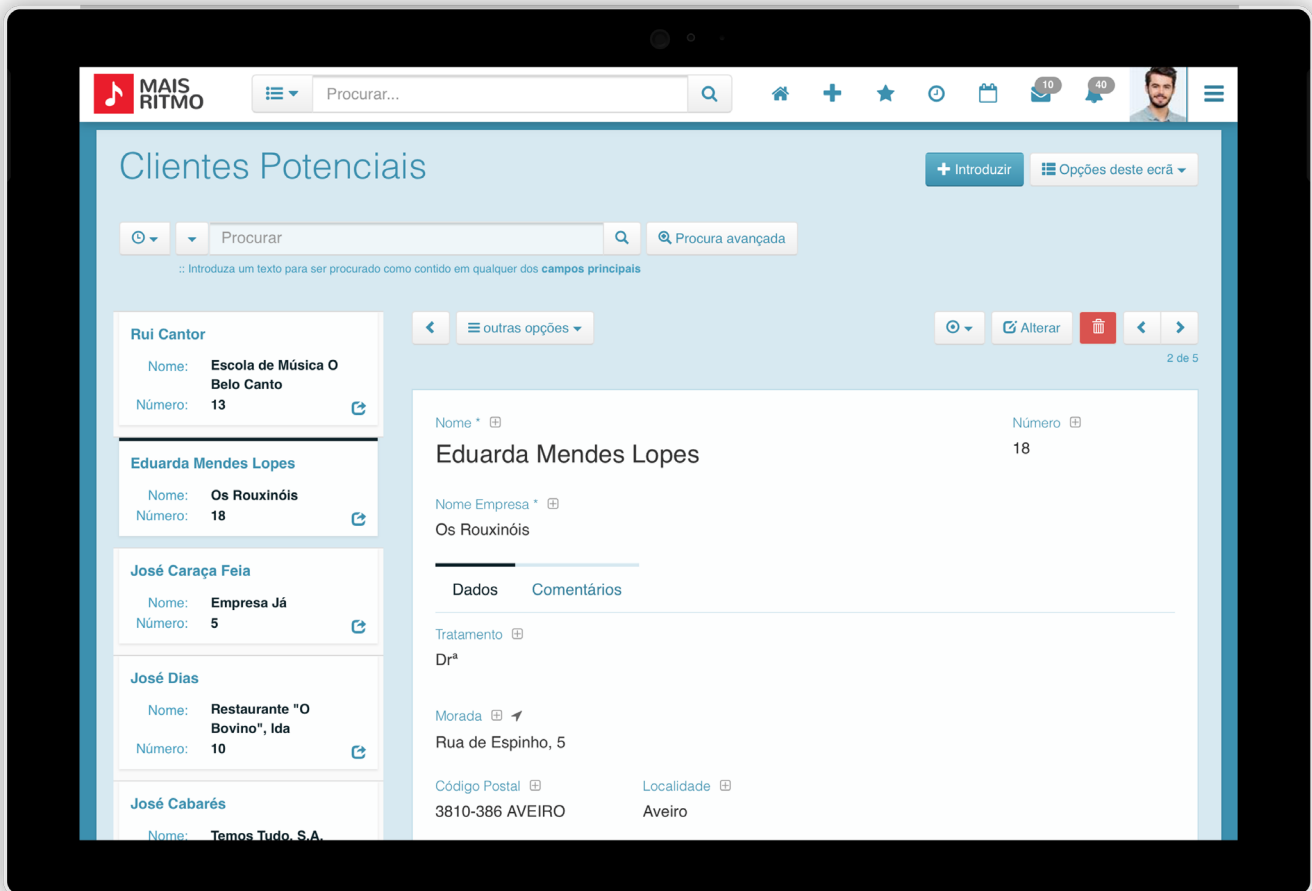 MAIS
RITMO
Procurar...
10
40
Clientes Potenciais
Introduzir
Opções deste ecrã
Procurar
Procura avançada
:: Introduza um texto para ser procurado como contido em qualquer dos campos principais
Rui Cantor
Nome: Escola de Música O
Belo Canto
Número: 13
Eduarda Mendes Lopes
Nome: Os Rouxinóis
Número: 18
José Caraça Feia
Nome: Empresa Já
Número: 5
José Dias
Nome: Restaurante "O
Bovino", lda
Número: 10
José Cabarés
Nome: Temos Tudo, S.A.
outras opções
Alterar
2 de 5
Nome *
Número
Eduarda Mendes Lopes
18
Nome Empresa *
Os Rouxinóis
Dados Comentários
Tratamento
Drª
Morada
Rua de Espinho, 5
Código Postal Localidade
3810-386 AVEIRO Aveiro